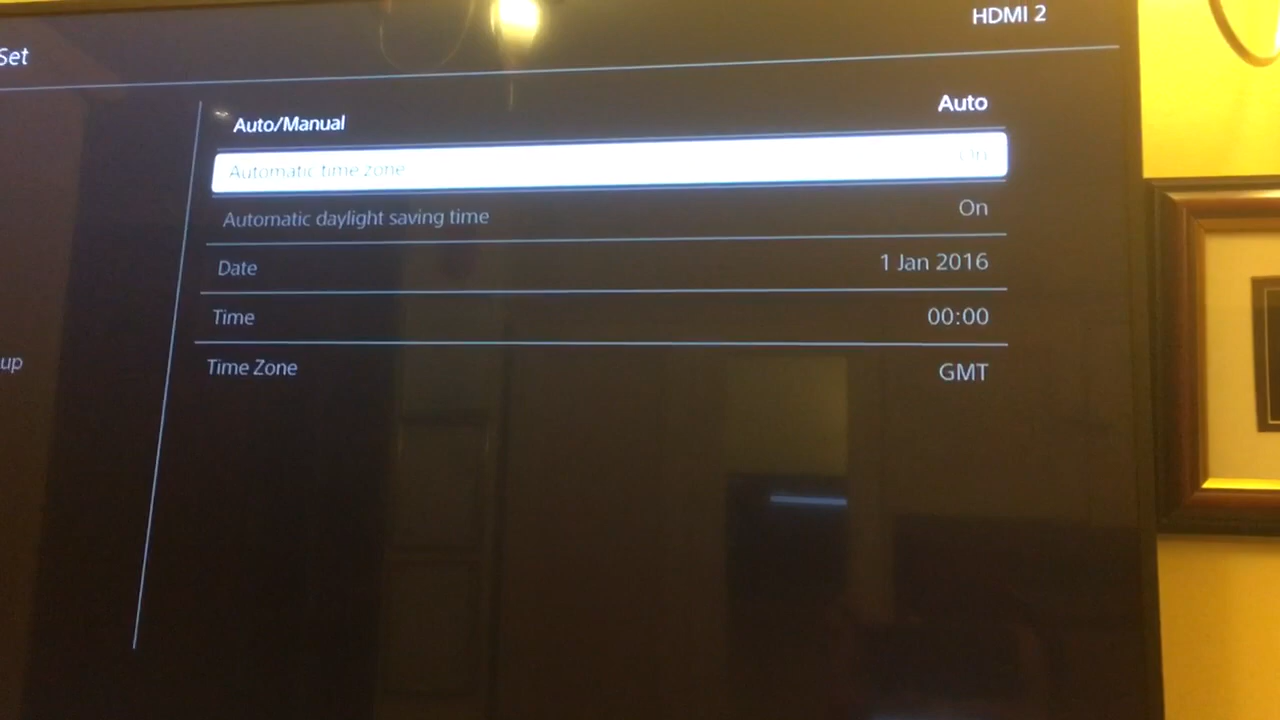 HDMI 2
Set
Auto/Manual Auto
Automatic time zone On
Automatic daylight saving time On
Date 1 Jan 2016
Time 00:00
up
Time Zone GMT